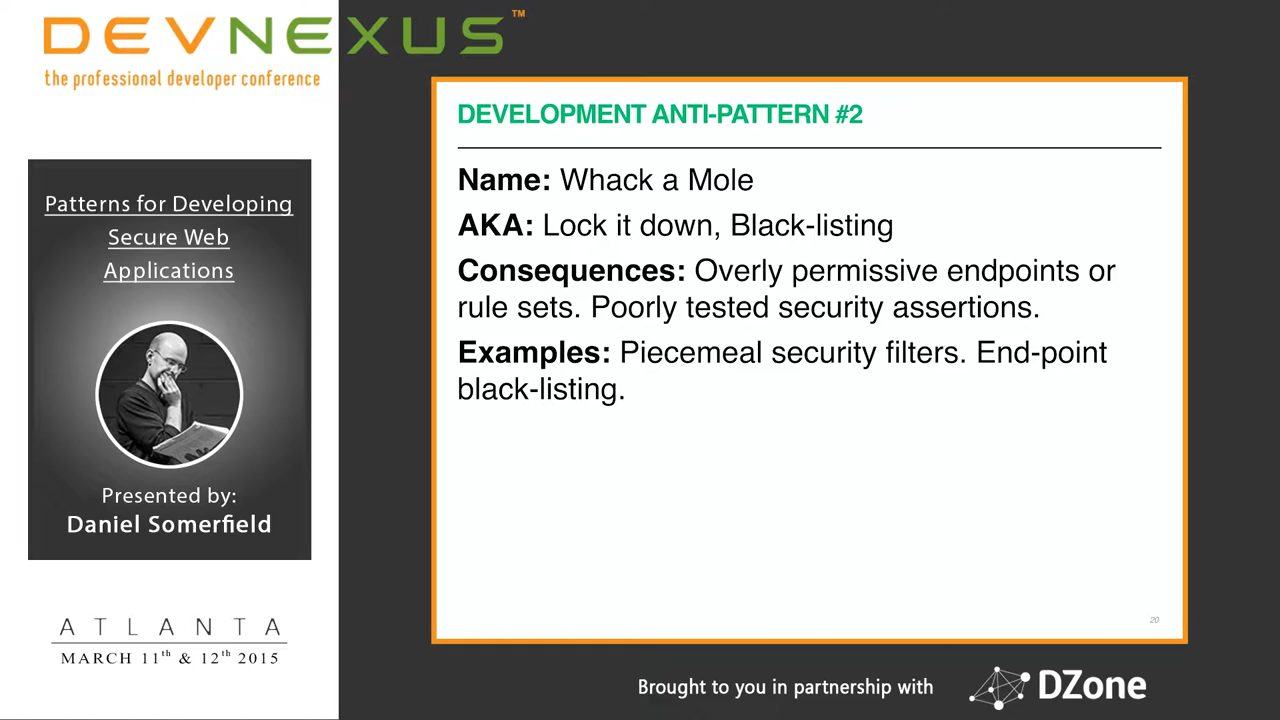 DEVNEXUS™
the professional developer conference
Patterns for Developing
Secure Web
Applications
Presented by:
Daniel Somerfield
ATLANTA
MARCH 11th & 12th 2015
DEVELOPMENT ANTI-PATTERN #2
Name: Whack a Mole
AKA: Lock it down, Black-listing
Consequences: Overly permissive endpoints or
rule sets. Poorly tested security assertions.
Examples: Piecemeal security filters. End-point
black-listing.
20
Brought to you in partnership with
DZone